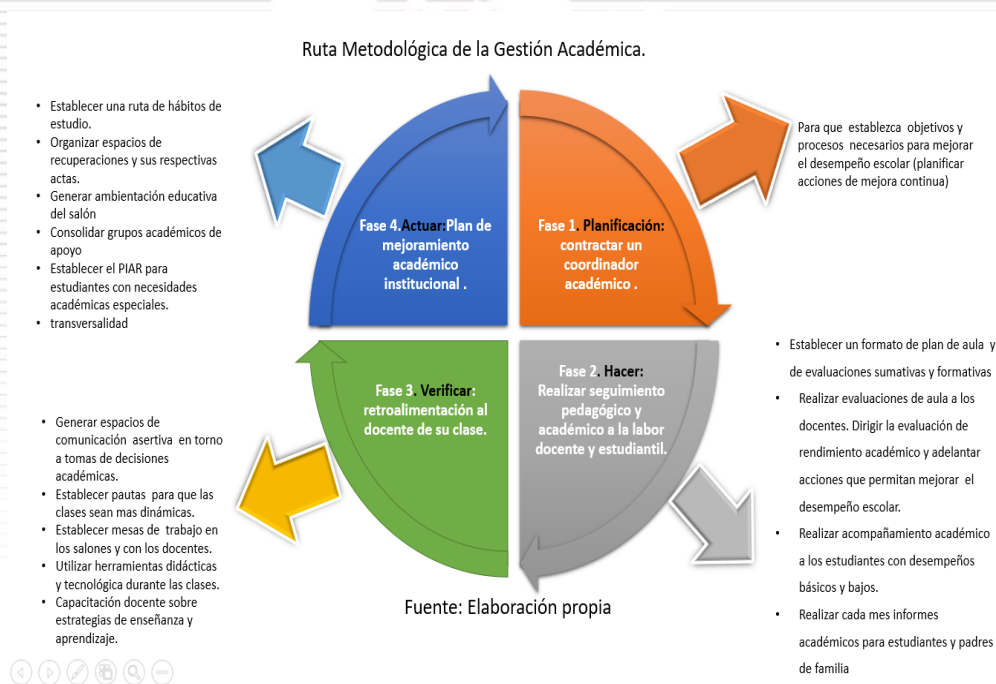 Ruta Metodológica de la Gestión Académica.
• Establecer una ruta de hábitos de
estudio.
• Organizar espacios de
recuperaciones y sus respectivas
actas.
• Generar ambientación educativa
del salón
• Consolidar grupos académicos de
apoyo
• Establecer el PIAR para
estudiantes con necesidades
académicas especiales.
• transversalidad
Fase 4.Actuar:Plan de
mejoramiento
académico
institucional .
Fase 1. Planificación:
contractar un
coordinador
académico .
Para que establezca objetivos y
procesos necesarios para mejorar
el desempeño escolar (planificar
acciones de mejora continua)
Fase 3. Verificar:
retroalimentación al
docente de su clase.
Fase 2. Hacer:
Realizar seguimiento
pedagógico y
académico a la labor
docente y estudiantil.
• Generar espacios de
comunicación asertiva en torno
a tomas de decisiones
académicas.
• Establecer pautas para que las
clases sean mas dinámicas.
• Establecer mesas de trabajo en
los salones y con los docentes.
• Utilizar herramientas didácticas
y tecnológica durante las clases.
• Capacitación docente sobre
estrategias de enseñanza y
aprendizaje.
• Establecer un formato de plan de aula y
de evaluaciones sumativas y formativas
• Realizar evaluaciones de aula a los
docentes. Dirigir la evaluación de
rendimiento académico y adelantar
acciones que permitan mejorar el
desempeño escolar.
• Realizar acompañamiento académico
a los estudiantes con desempeños
básicos y bajos.
• Realizar cada mes informes
académicos para estudiantes y padres
de familia
Fuente: Elaboración propia